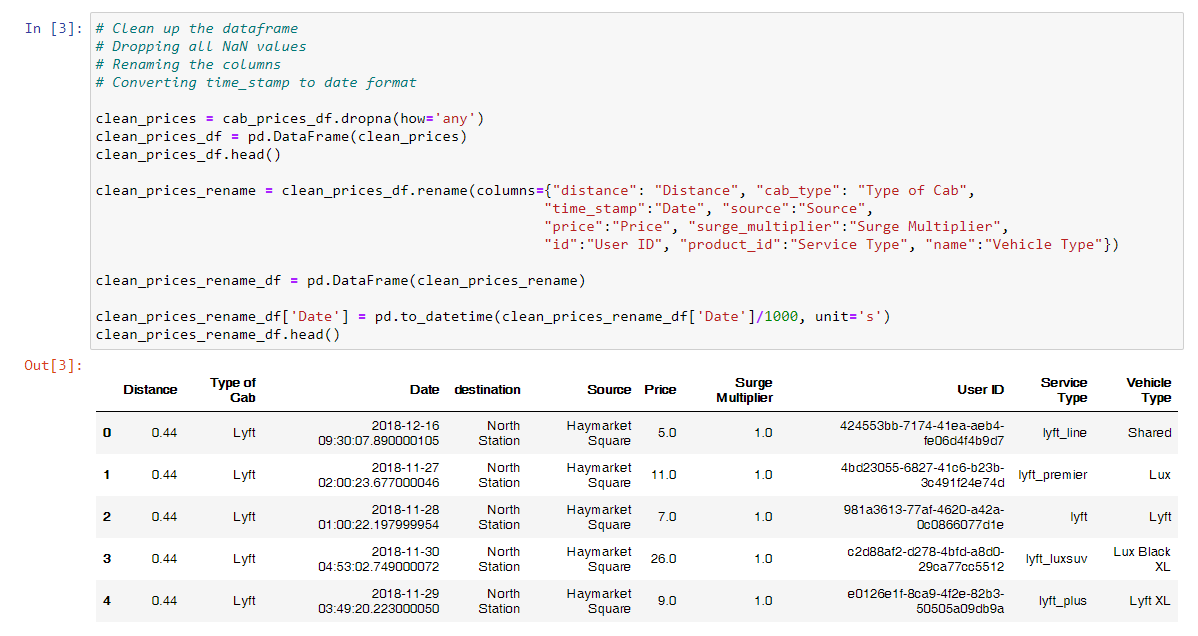 In [3]:
# Clean up the dataframe
# Dropping all NaN values
# Renaming the columns
# Converting time_stamp to date format
clean_prices = cab_prices_df.dropna(how='any')
clean_prices_df = pd.DataFrame(clean_prices)
clean_prices_df.head()
clean_prices_rename = clean_prices_df.rename(columns={"distance": "Distance", "cab_type": "Type of Cab",
"time_stamp":"Date", "source":"Source",
"price":"Price", "surge_multiplier":"Surge Multiplier",
"id":"User ID", "product_id":"Service Type", "name":"Vehicle Type"})
clean_prices_rename_df = pd.DataFrame(clean_prices_rename)
clean_prices_rename_df['Date'] = pd.to_datetime(clean_prices_rename_df['Date']/1000, unit='s')
clean_prices_rename_df.head()
Out[3]:
Distance Type of Cab Date destination Source Price Surge Multiplier User ID Service Type Vehicle Type
0 0.44 Lyft 2018-12-16 09:30:07.890000105 North Station Haymarket Square 5.0 1.0 424553bb-7174-41ea-aeb4-fe06d4f4b9d7 lyft_line Shared
1 0.44 Lyft 2018-11-27 02:00:23.677000046 North Station Haymarket Square 11.0 1.0 4bd23055-6827-41c6-b23b-3c491f24e74d lyft_premier Lux
2 0.44 Lyft 2018-11-28 01:00:22.197999954 North Station Haymarket Square 7.0 1.0 981a3613-77af-4620-a42a-0c0866077d1e lyft Lyft
3 0.44 Lyft 2018-11-30 04:53:02.749000072 North Station Haymarket Square 26.0 1.0 c2d88af2-d278-4bfd-a8d0-29ca77cc5512 lyft_luxsuv Lux Black XL
4 0.44 Lyft 2018-11-29 03:49:20.223000050 North Station Haymarket Square 9.0 1.0 e0126e1f-8ca9-4f2e-82b3-50505a09db9a lyft_plus Lyft XL